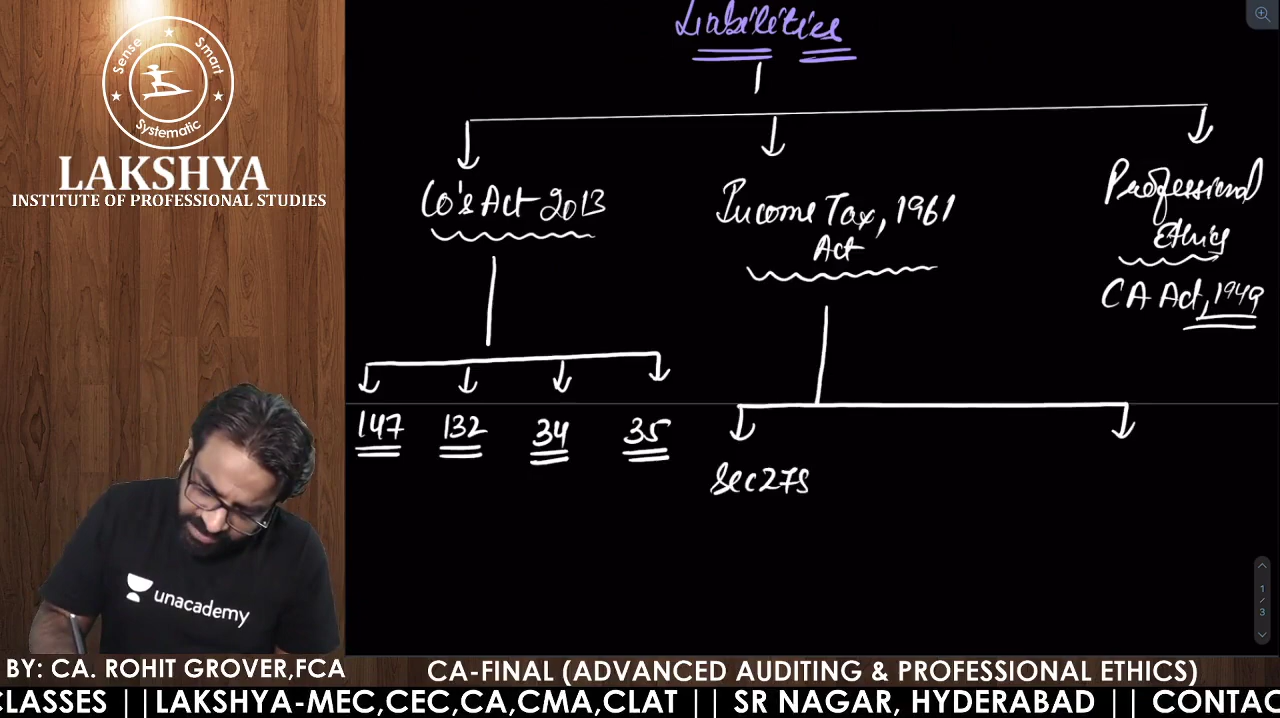 Liabilities
Sense
Smart
Systematic
LAKSHYA
INSTITUTE OF PROFESSIONAL STUDIES
Co's Act 2013
Income Tax, 1961
Act
Professional
Ethics
CA Act, 1949
147 132 34 35
Sec 275
unacademy
1
/
3
BY: CA. ROHIT GROVER,FCA
CA-FINAL (ADVANCED AUDITING & PROFESSIONAL ETHICS)
CLASSES ||LAKSHYA-MEC,CEC,CA,CMA,CLAT || SR NAGAR, HYDERABAD || CONTAC